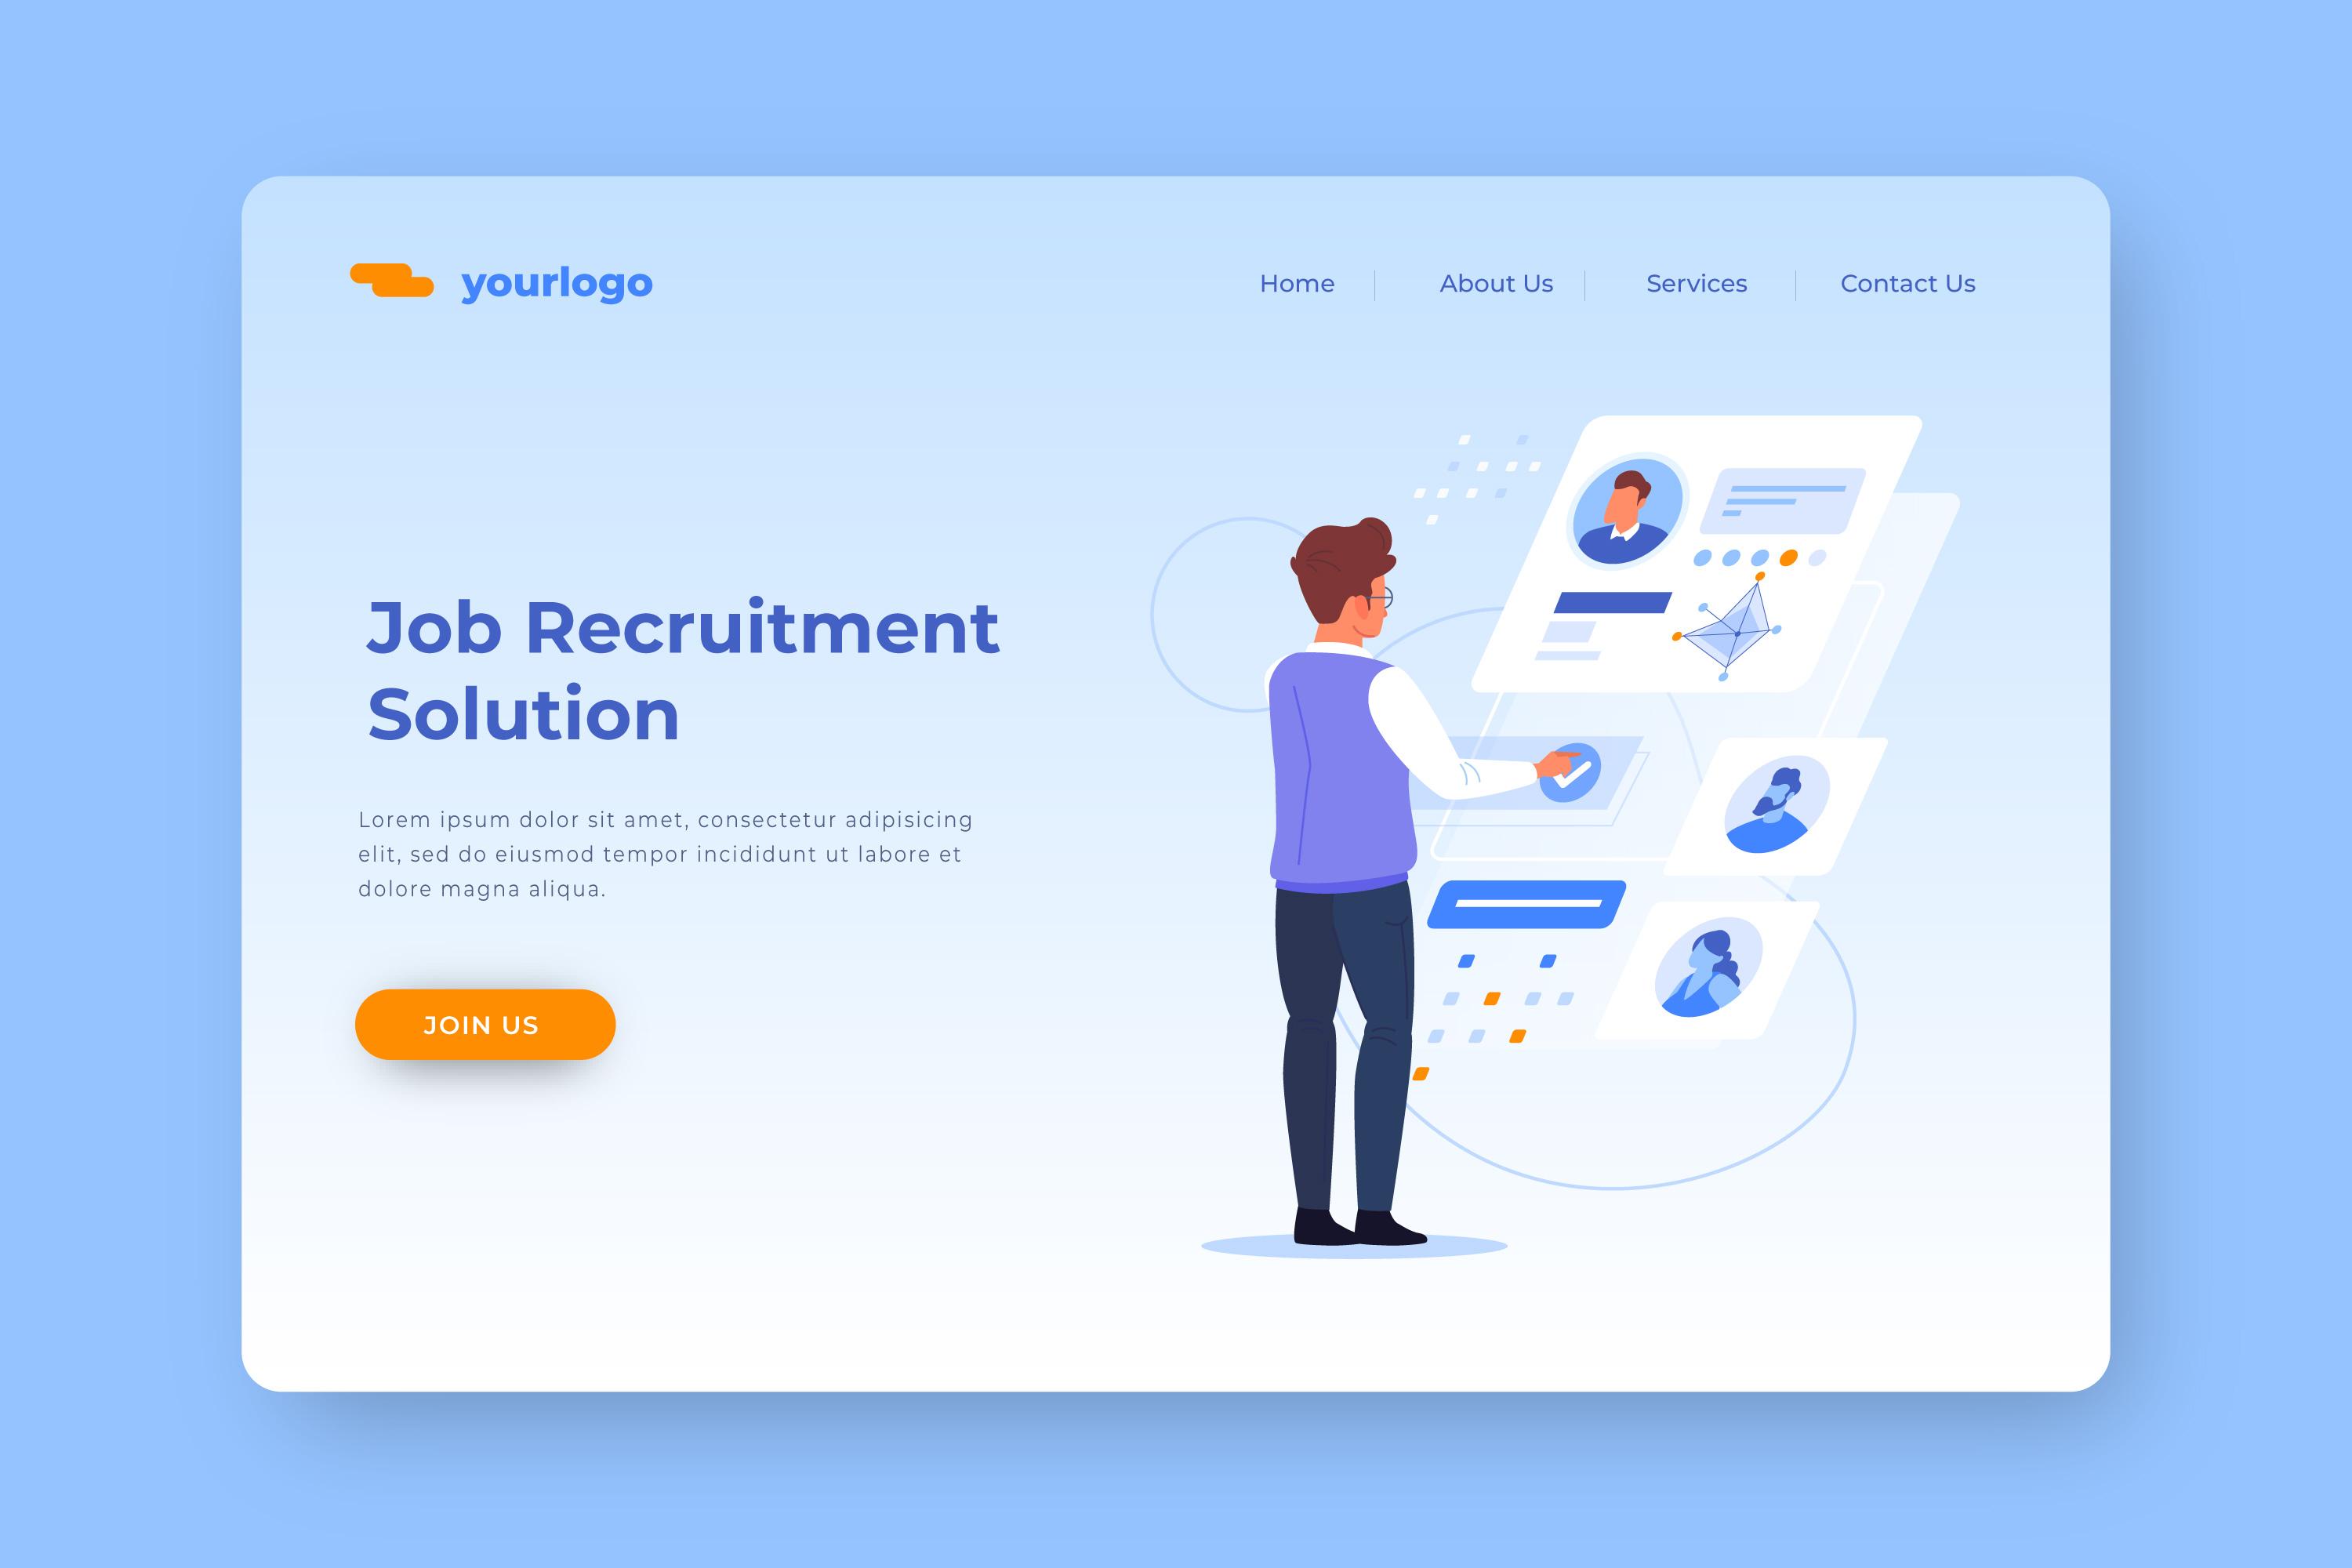 yourlogo
Home
About Us
Services
Contact Us
Job Recruitment
Solution
Lorem ipsum dolor sit amet, consectetur adipisicing
elit, sed do eiusmod tempor incididunt ut labore et
dolore magna aliqua.
JOIN US